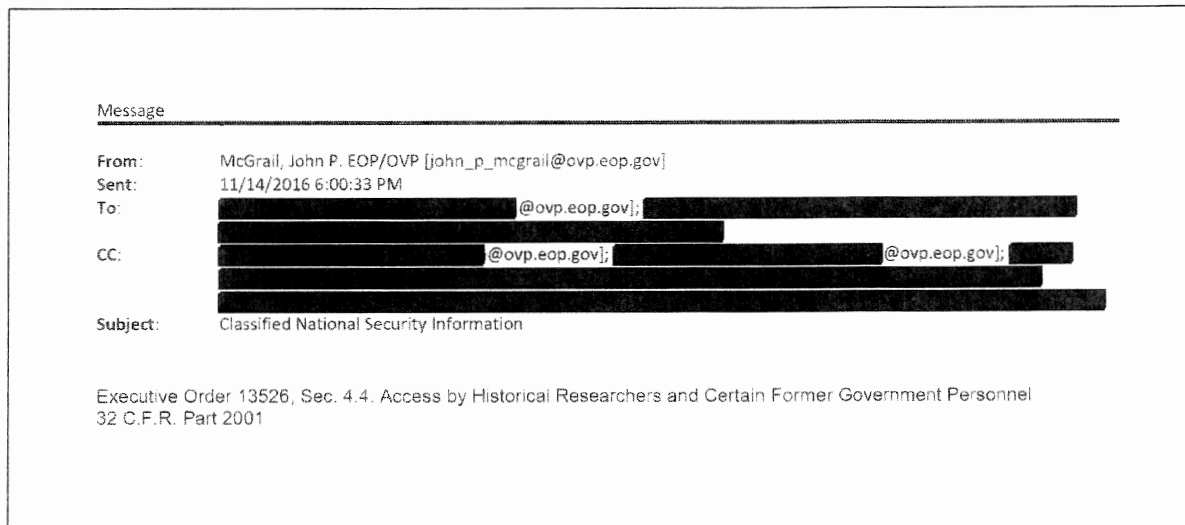 Message
From: McGrail, John P. EOP/OVP [john_p_mcgrail@ovp.eop.gov]
Sent: 11/14/2016 6:00:33 PM
To: @ovp.eop.gov];
CC: @ovp.eop.gov]; @ovp.eop.gov];
Subject: Classified National Security Information
Executive Order 13526, Sec. 4.4. Access by Historical Researchers and Certain Former Government Personnel
32 C.F.R. Part 2001